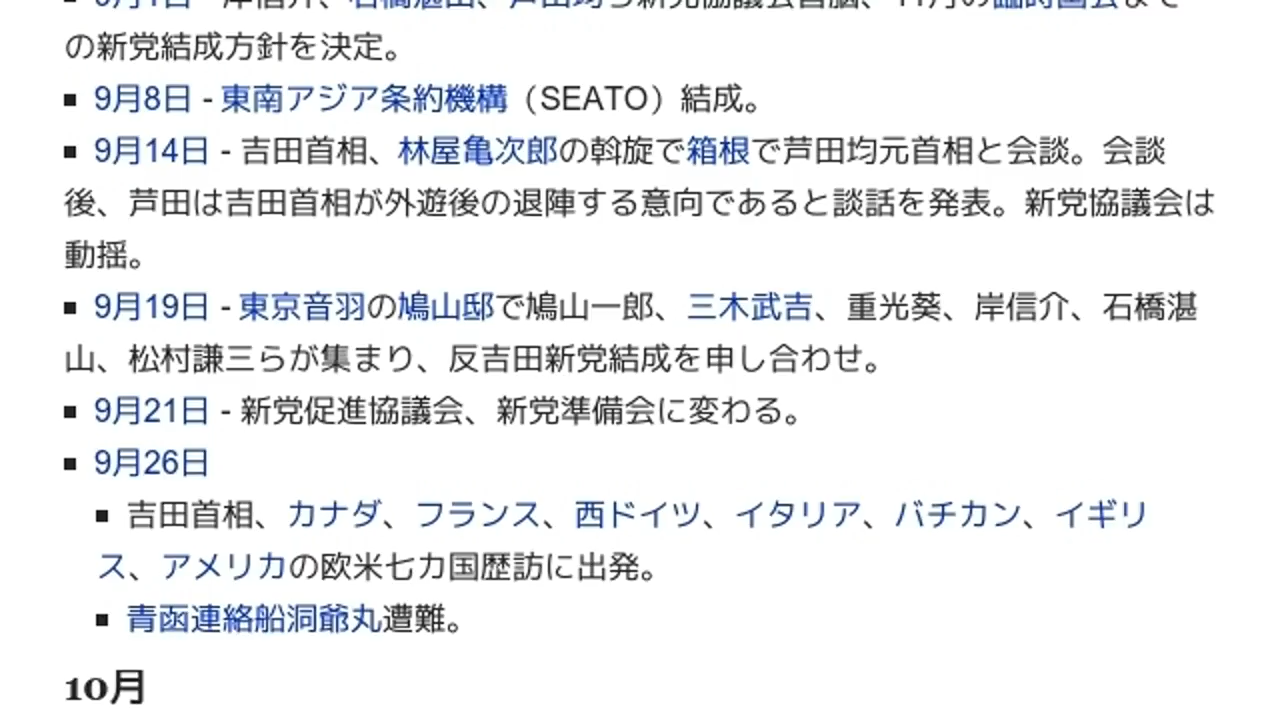 の新党結成方針を決定。
9月8日 - 東南アジア条約機構（SEATO）結成。
9月14日 - 吉田首相、林屋亀次郎の斡旋で箱根で芦田均元首相と会談。会談
後、芦田は吉田首相が外遊後の退陣する意向であると談話を発表。新党協議会は
動揺。
9月19日 - 東京音羽の鳩山邸で鳩山一郎、三木武吉、重光葵、岸信介、石橋湛
山、松村謙三らが集まり、反吉田新党結成を申し合わせ。
9月21日 - 新党促進協議会、新党準備会に変わる。
9月26日
吉田首相、カナダ、フランス、西ドイツ、イタリア、バチカン、イギリ
ス、アメリカの欧米七カ国歴訪に出発。
青函連絡船洞爺丸遭難。
10月